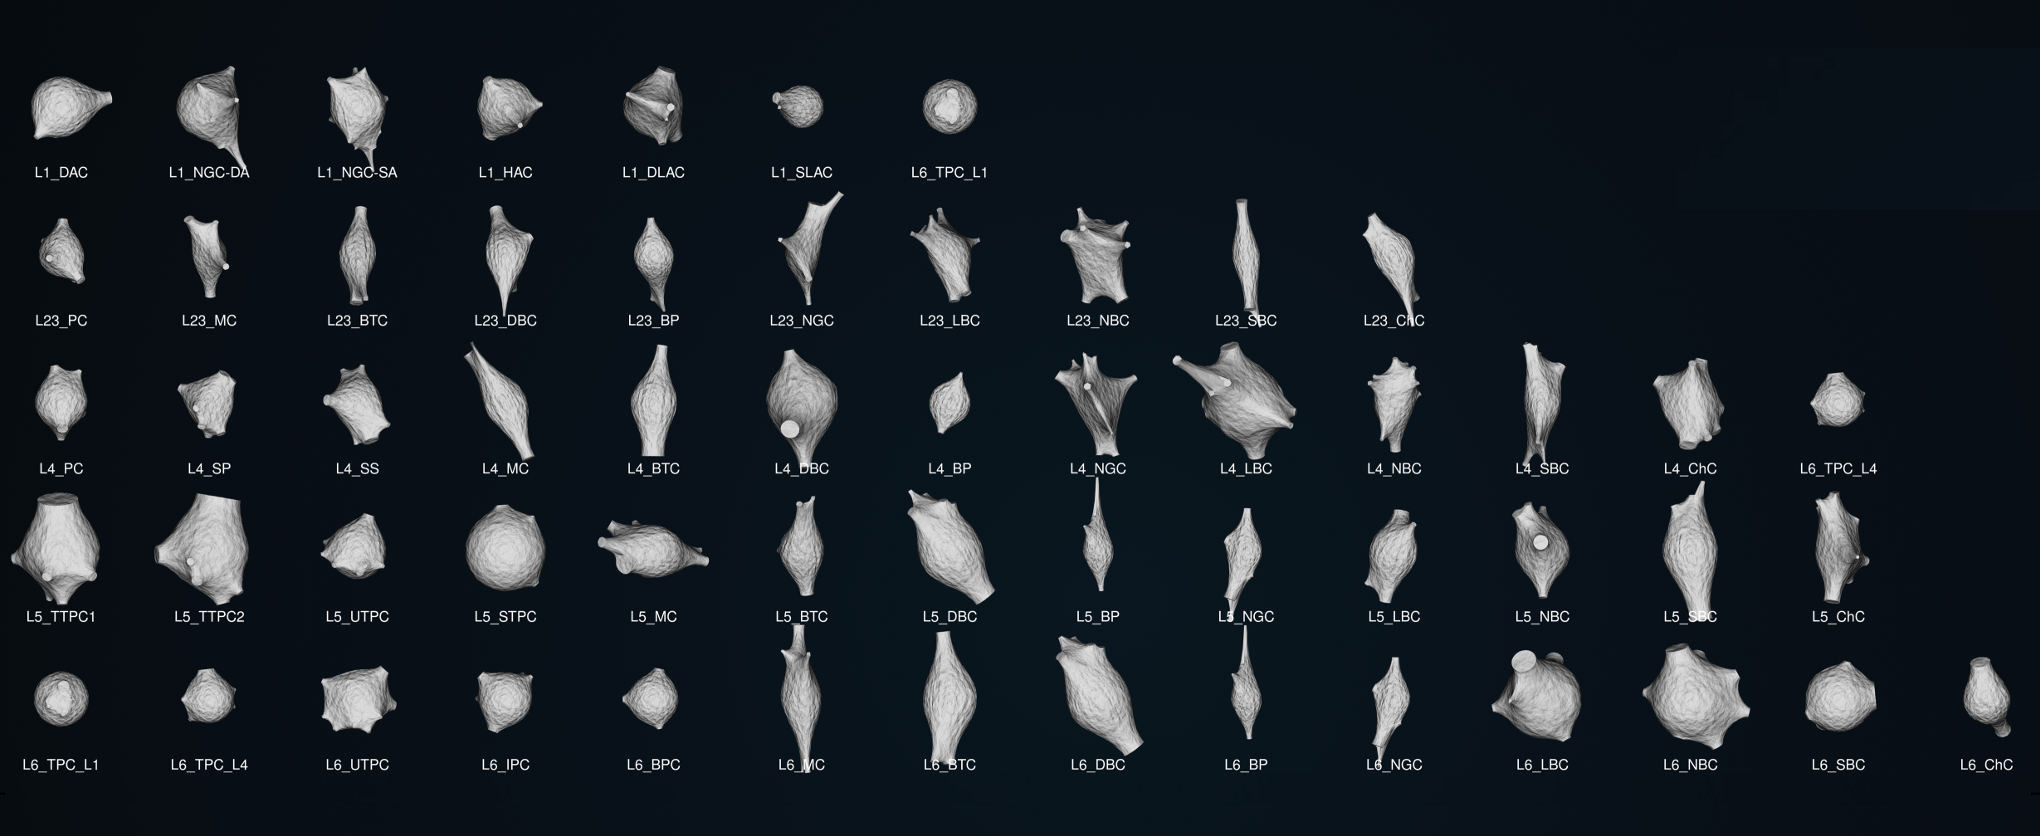 L1_DAC L1_NGC-DA L1_NGC-SA L1_HAC L1_DLAC L1_SLAC L6_TPC_L1
L23_PC L23_MC L23_BTC L23_DBC L23_BP L23_NGC L23_LBC L23_NBC L23_SBC L23_ChC
L4_PC L4_SP L4_SS L4_MC L4_BTC L4_DBC L4_BP L4_NGC L4_LBC L4_NBC L4_SBC L4_ChC L6_TPC_L4
L5_TTPC1 L5_TTPC2 L5_UTPC L5_STPC L5_MC L5_BTC L5_DBC L5_BP L5_NGC L5_LBC L5_NBC L5_SBC L5_ChC
L6_TPC_L1 L6_TPC_L4 L6_UTPC L6_IPC L6_BPC L6_MC L6_BTC L6_DBC L6_BP L6_NGC L6_LBC L6_NBC L6_SBC L6_ChC